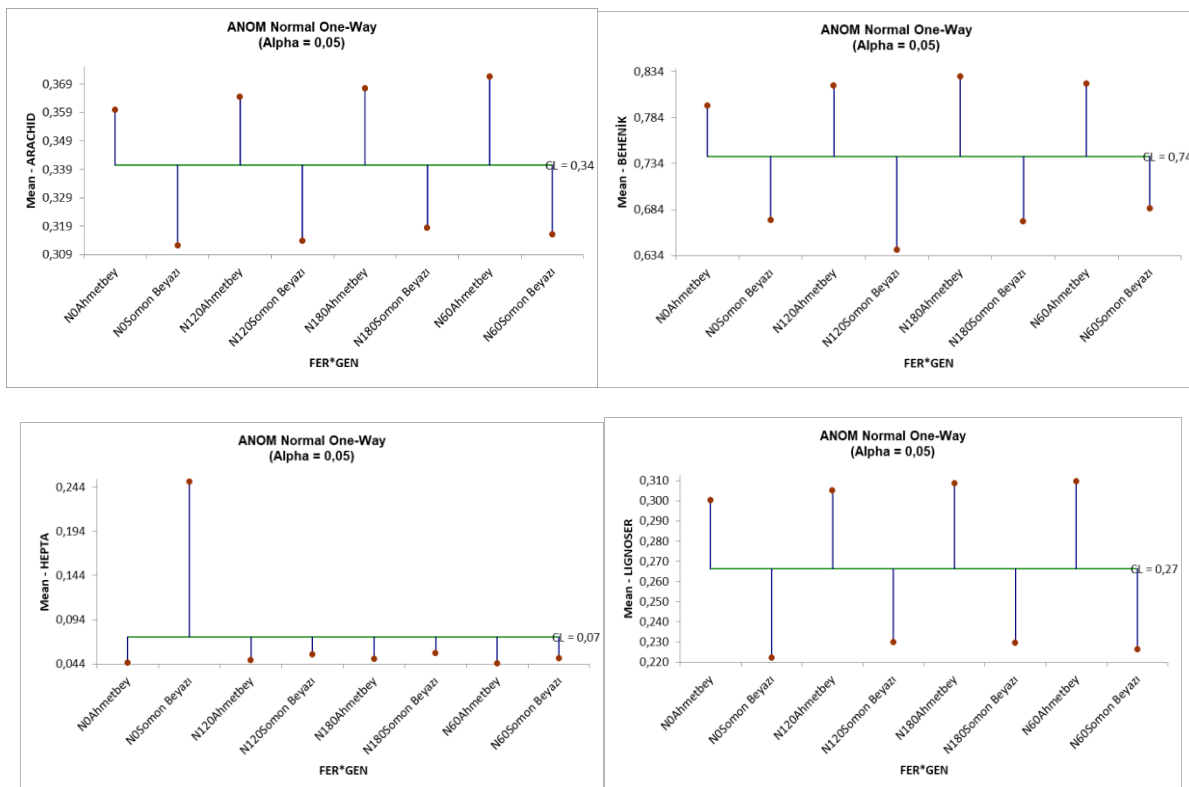 ANOM Normal One-Way
(Alpha = 0,05)
Mean - ARACHID
0,369
0,359
0,349
0,339
0,329
0,319
0,309
CL = 0,34
N0Ahmetbey
N0Somon Beyazı
N120Ahmetbey
N120Somon Beyazı
N180Ahmetbey
N180Somon Beyazı
N60Ahmetbey
N60Somon Beyazı
FER*GEN
ANOM Normal One-Way
(Alpha = 0,05)
Mean - BEHENİK
0,834
0,784
0,734
0,684
0,634
CL = 0,74
N0Ahmetbey
N0Somon Beyazı
N120Ahmetbey
N120Somon Beyazı
N180Ahmetbey
N180Somon Beyazı
N60Ahmetbey
N60Somon Beyazı
FER*GEN
ANOM Normal One-Way
(Alpha = 0,05)
Mean - HEPTA
0,244
0,194
0,144
0,094
0,044
CL = 0,07
N0Ahmetbey
N0Somon Beyazı
N120Ahmetbey
N120Somon Beyazı
N180Ahmetbey
N180Somon Beyazı
N60Ahmetbey
N60Somon Beyazı
FER*GEN
ANOM Normal One-Way
(Alpha = 0,05)
Mean - LIGNOSER
0,310
0,300
0,290
0,280
0,270
0,260
0,250
0,240
0,230
0,220
CL = 0,27
N0Ahmetbey
N0Somon Beyazı
N120Ahmetbey
N120Somon Beyazı
N180Ahmetbey
N180Somon Beyazı
N60Ahmetbey
N60Somon Beyazı
FER*GEN